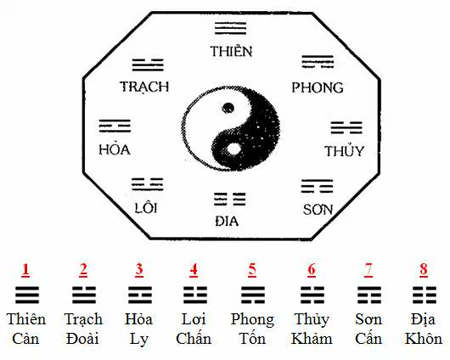 THIÊN
TRẠCH
PHONG
HỎA
THỦY
LÔI
ĐIA
SƠN
1 2 3 4 5 6 7 8
Thiên Trạch Hỏa Lơi Phong Thủy Sơn Địa
Càn Đoài Ly Chấn Tốn Khảm Cấn Khôn